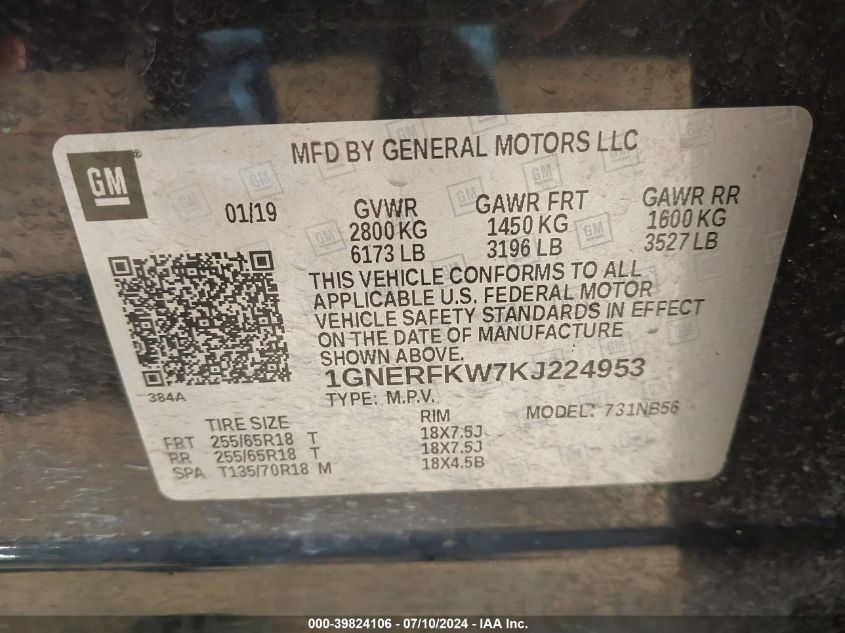 GM
MFD BY GENERAL MOTORS LLC
01/19
GVWR
2800 KG
6173 LB
GAWR FRT
1450 KG
3196 LB
GAWR RR
1600 KG
3527 LB
THIS VEHICLE CONFORMS TO ALL
APPLICABLE U.S. FEDERAL MOTOR
VEHICLE SAFETY STANDARDS IN EFFECT
ON THE DATE OF MANUFACTURE
SHOWN ABOVE.
384A
1GNERFKW7KJ224953
TYPE: M.P.V.
MODEL: 731NB56
TIRE SIZE RIM
FRT 255/65R18 T 18X7.5J
RR 255/65R18 T 18X7.5J
SPA T135/70R18 M 18X4.5B
000-39824106 - 07/10/2024 - IAA Inc.